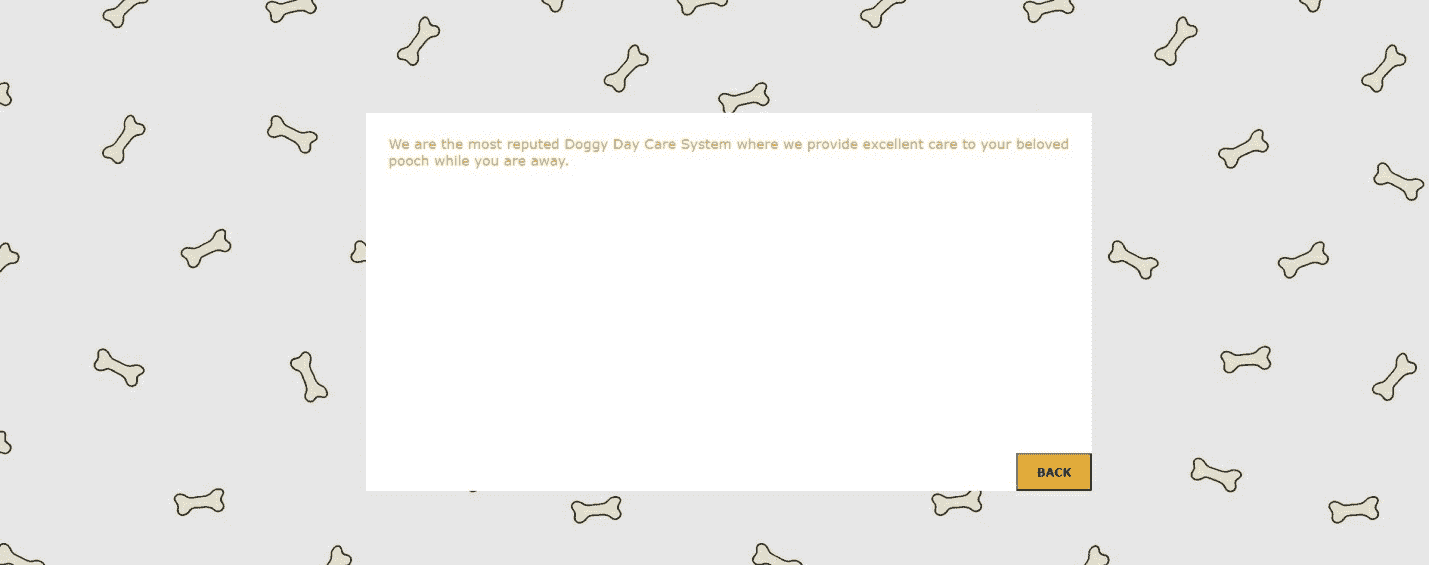 We are the most reputed Doggy Day Care System where we provide excellent care to your beloved
pooch while you are away.
BACK